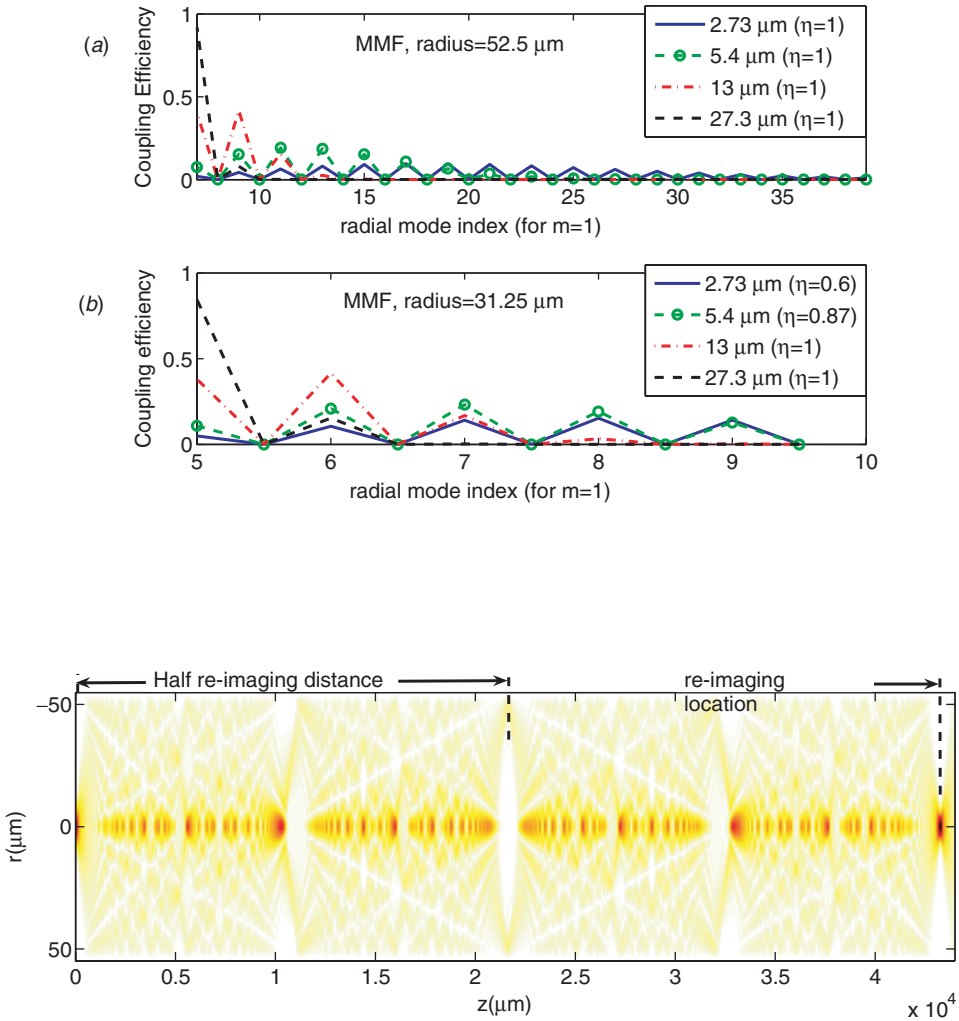 (a)
MMF, radius=52.5 μm
2.73 μm (η=1)
5.4 μm (η=1)
13 μm (η=1)
27.3 μm (η=1)
Coupling Efficiency
1
0.5
0
10 15 20 25 30 35
radial mode index (for m=1)
(b)
MMF, radius=31.25 μm
2.73 μm (η=0.6)
5.4 μm (η=0.87)
13 μm (η=1)
27.3 μm (η=1)
Coupling efficiency
1
0.5
0
5 6 7 8 9 10
radial mode index (for m=1)
Half re-imaging distance
re-imaging
location
r(μm)
−50
0
50
0 0.5 1 1.5 2 2.5 3 3.5 4
z(μm)
x 10^4